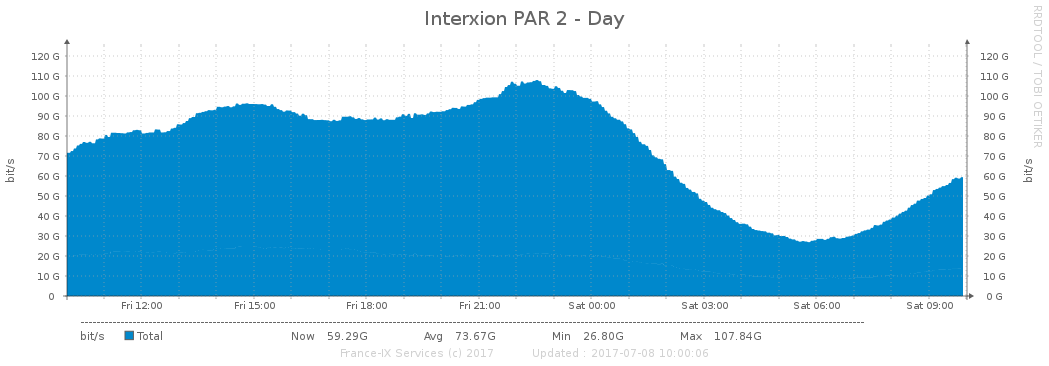 Interxion PAR 2 - Day
RRDTOOL / TOBI OETIKER
bit/s
120 G 120 G
110 G 110 G
100 G 100 G
90 G 90 G
80 G 80 G
70 G 70 G
60 G 60 G
50 G 50 G
40 G 40 G
30 G 30 G
20 G 20 G
10 G 10 G
0 0 G
bit/s
Fri 12:00 Fri 15:00 Fri 18:00 Fri 21:00 Sat 00:00 Sat 03:00 Sat 06:00 Sat 09:00
bit/s Total Now 59.29G Avg 73.67G Min 26.80G Max 107.84G
France-IX Services (c) 2017 Updated : 2017-07-08 10:00:06